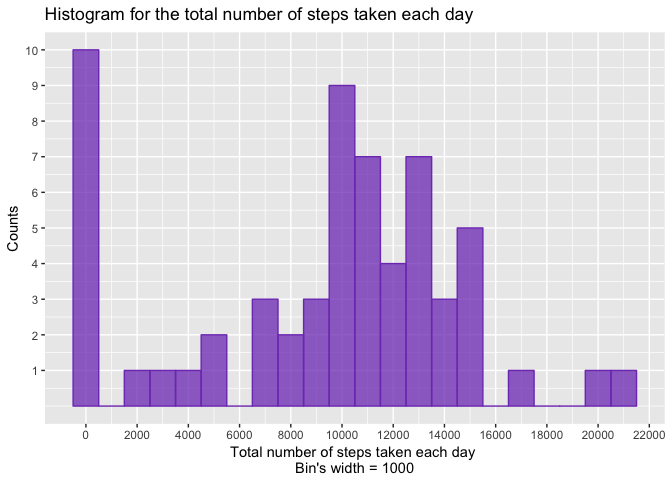 Histogram for the total number of steps taken each day
Counts
10
9
8
7
6
5
4
3
2
1
0 2000 4000 6000 8000 10000 12000 14000 16000 18000 20000 22000
Total number of steps taken each day
Bin's width = 1000